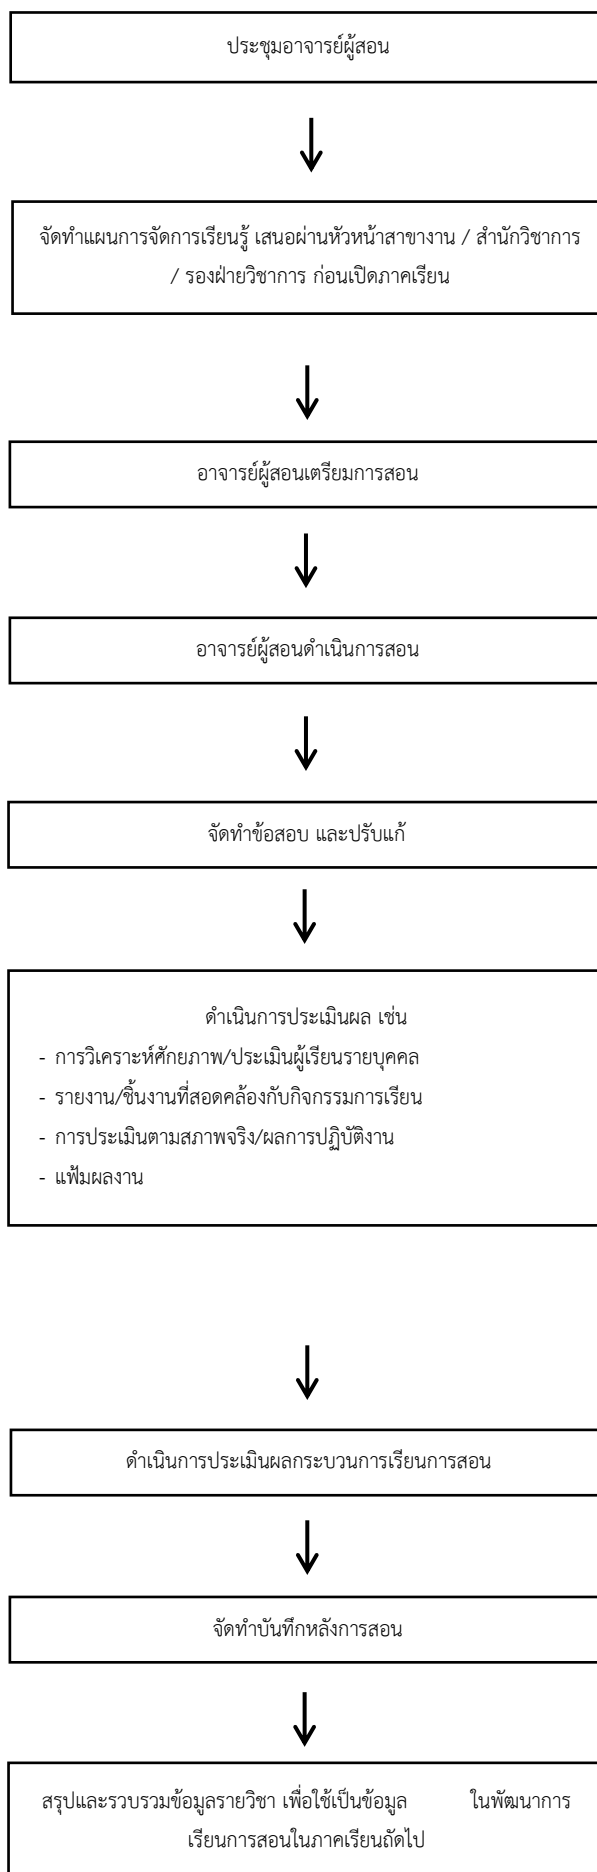 ประชุมอาจารย์ผู้สอน
จัดทำแผนการจัดการเรียนรู้ เสนอผ่านหัวหน้าสาขางาน / สำนักวิชาการ
/ รองฝ่ายวิชาการ ก่อนเปิดภาคเรียน
อาจารย์ผู้สอนเตรียมการสอน
อาจารย์ผู้สอนดำเนินการสอน
จัดทำข้อสอบ และปรับแก้
ดำเนินการประเมินผล เช่น
- การวิเคราะห์ศักยภาพ/ประเมินผู้เรียนรายบุคคล
- รายงาน/ชิ้นงานที่สอดคล้องกับกิจกรรมการเรียน
- การประเมินตามสภาพจริง/ผลการปฏิบัติงาน
- แฟ้มผลงาน
ดำเนินการประเมินผลกระบวนการเรียนการสอน
จัดทำบันทึกหลังการสอน
สรุปและรวบรวมข้อมูลรายวิชา เพื่อใช้เป็นข้อมูล ในพัฒนาการ
เรียนการสอนในภาคเรียนถัดไป